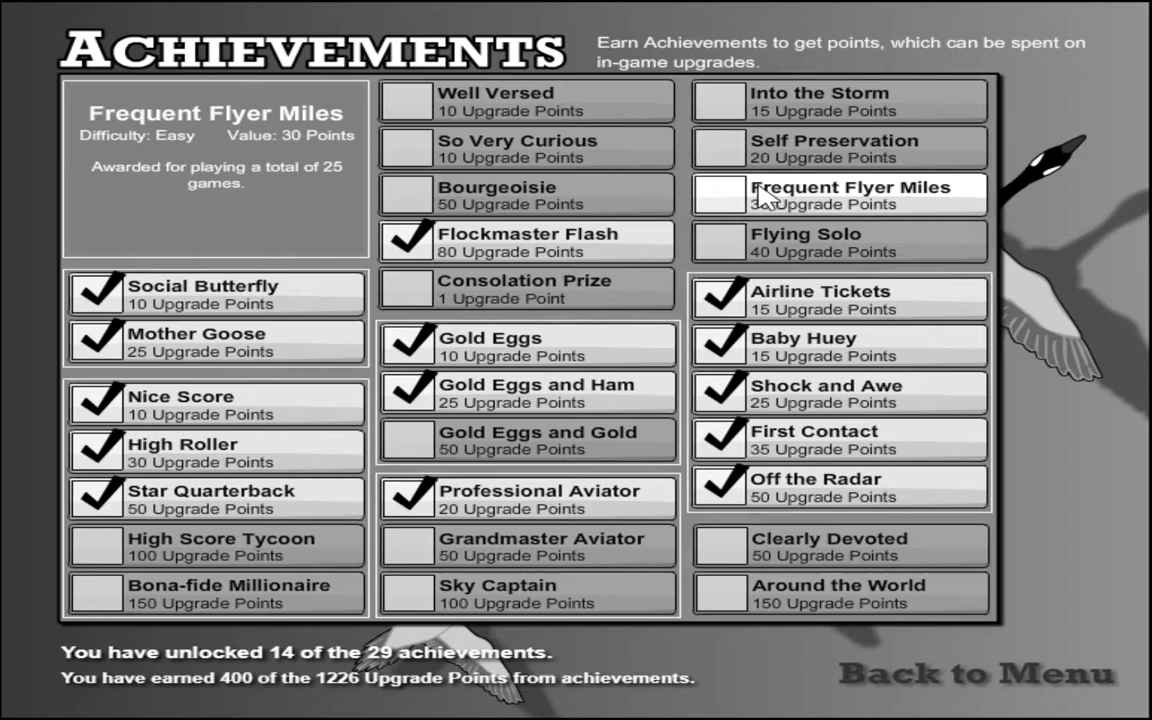 ACHIEVEMENTS
Earn Achievements to get points, which can be spent on
in-game upgrades.
Frequent Flyer Miles
Difficulty: Easy Value: 30 Points
Awarded for playing a total of 25
games.
Social Butterfly
10 Upgrade Points
Mother Goose
25 Upgrade Points
Nice Score
10 Upgrade Points
High Roller
30 Upgrade Points
Star Quarterback
50 Upgrade Points
High Score Tycoon
100 Upgrade Points
Bona-fide Millionaire
150 Upgrade Points
Well Versed
10 Upgrade Points
So Very Curious
10 Upgrade Points
Bourgeoisie
50 Upgrade Points
Flockmaster Flash
80 Upgrade Points
Consolation Prize
1 Upgrade Point
Gold Eggs
10 Upgrade Points
Gold Eggs and Ham
25 Upgrade Points
Gold Eggs and Gold
50 Upgrade Points
Professional Aviator
20 Upgrade Points
Grandmaster Aviator
50 Upgrade Points
Sky Captain
100 Upgrade Points
Into the Storm
15 Upgrade Points
Self Preservation
20 Upgrade Points
Frequent Flyer Miles
30 Upgrade Points
Flying Solo
40 Upgrade Points
Airline Tickets
15 Upgrade Points
Baby Huey
15 Upgrade Points
Shock and Awe
25 Upgrade Points
First Contact
35 Upgrade Points
Off the Radar
50 Upgrade Points
Clearly Devoted
50 Upgrade Points
Around the World
150 Upgrade Points
You have unlocked 14 of the 29 achievements.
You have earned 400 of the 1226 Upgrade Points from achievements.
Back to Menu